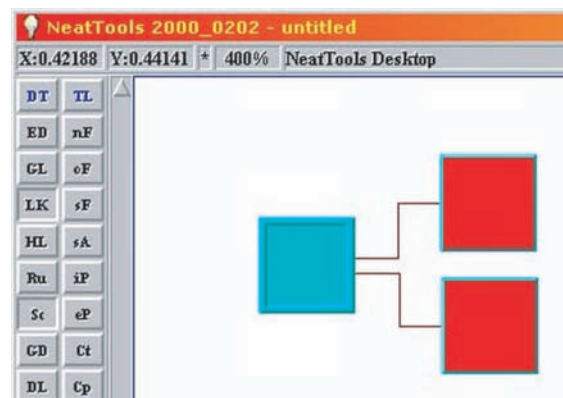 NeatTools 2000_0202 - untitled
X:0.42188 Y:0.44141 * 400% NeatTools Desktop
DT TL
ED nF
GL oF
LK sF
HL sA
Ru iP
Sc eP
GD Ct
DL Cp